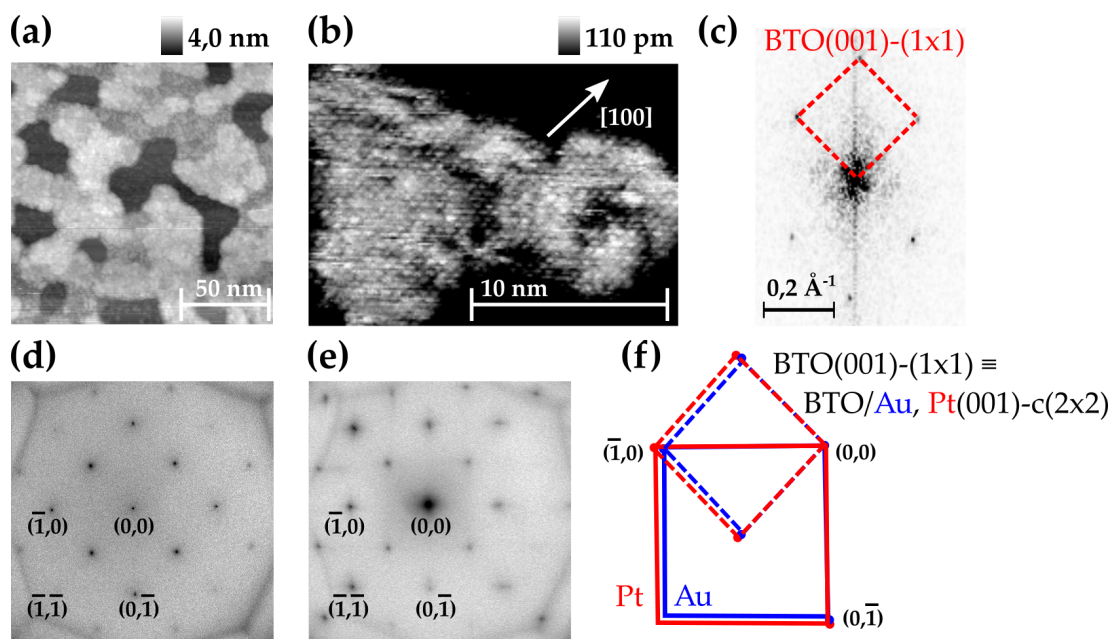 (a)
4,0 nm
50 nm
(b)
110 pm
[100]
10 nm
(c)
BTO(001)-(1x1)
0,2 Å⁻¹
(d)
(1̅,0)
(0,0)
(1̅,1̅)
(0,1̅)
(e)
(1̅,0)
(0,0)
(1̅,1̅)
(0,1̅)
(f)
BTO(001)-(1x1) ≡
BTO/Au, Pt(001)-c(2x2)
(1̅,0)
(0,0)
Pt
Au
(0,1̅)